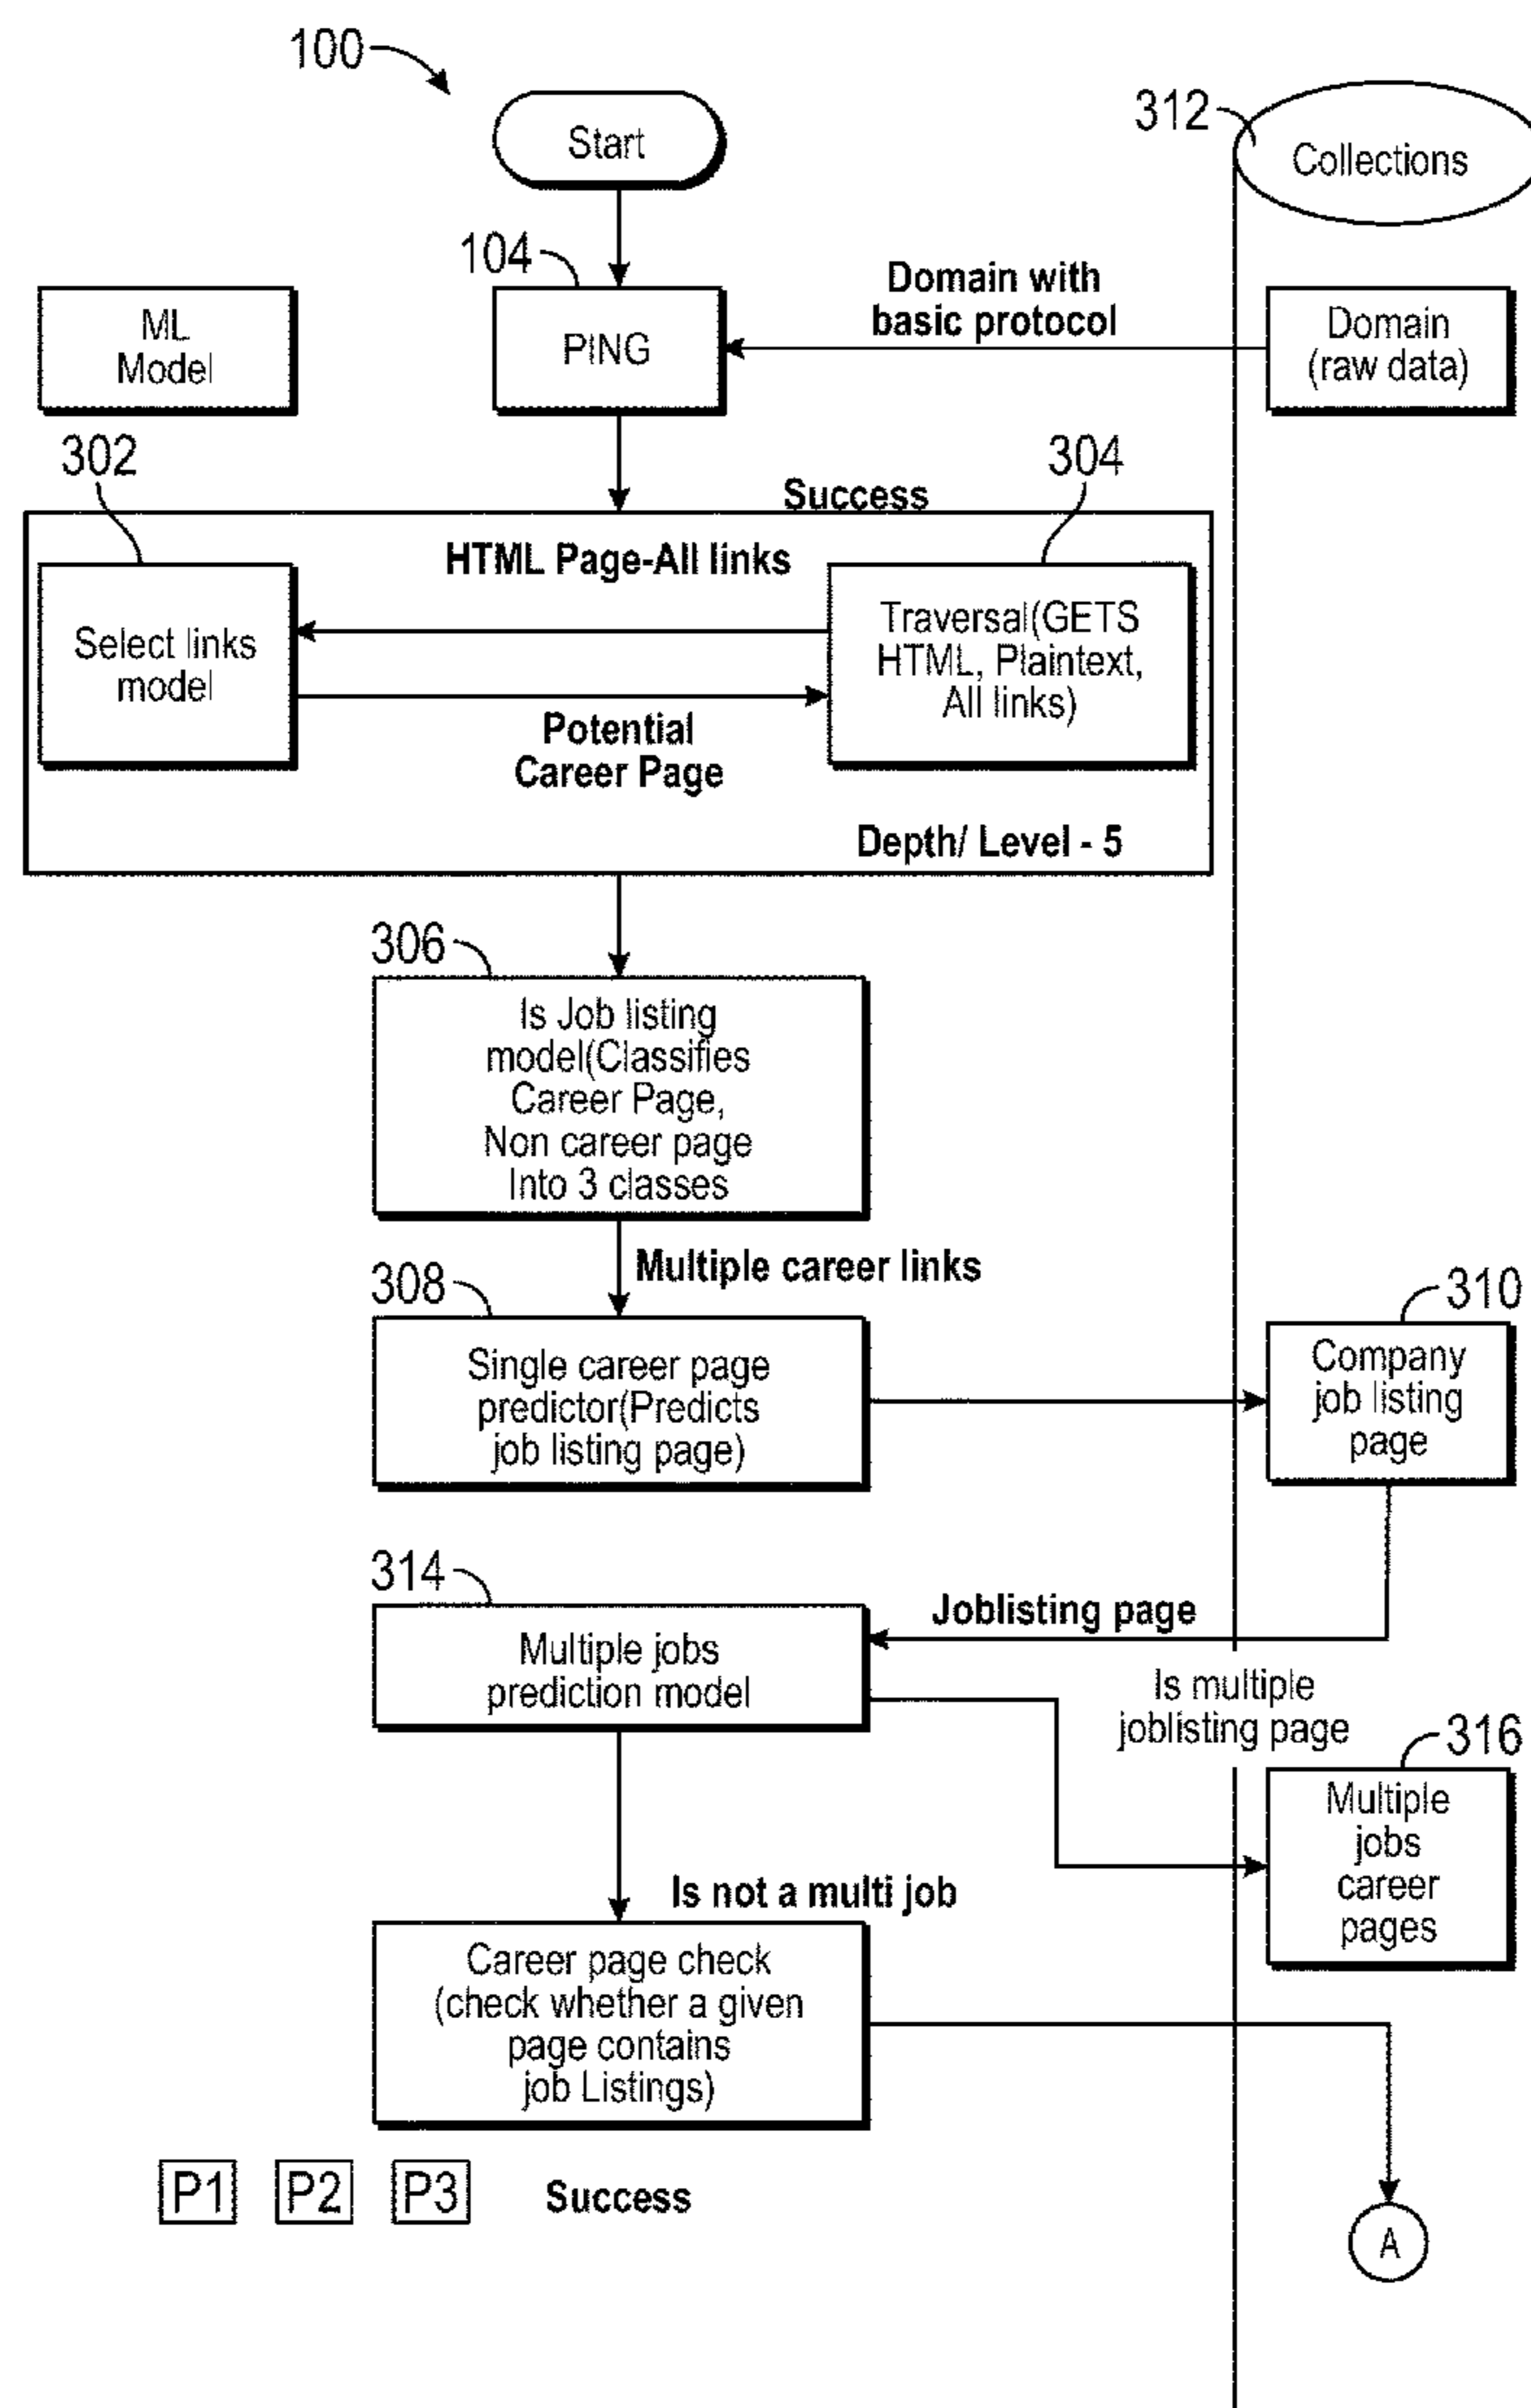 100
Start
312
Collections
104
ML
Model
PING
Domain with
basic protocol
Domain
(raw data)
302
304
Success
HTML Page-All links
Select links
model
Traversal(GETS
HTML, Plaintext,
All links)
Potential
Career Page
Depth/ Level - 5
306
Is Job listing
model(Classifies
Career Page,
Non career page
Into 3 classes
Multiple career links
308
310
Single career page
predictor(Predicts
job listing page)
Company
job listing
page
314
Joblisting page
Multiple jobs
prediction model
Is multiple
joblisting page
316
Multiple
jobs
career
pages
Is not a multi job
Career page check
(check whether a given
page contains
job Listings)
P1 P2 P3 Success
A